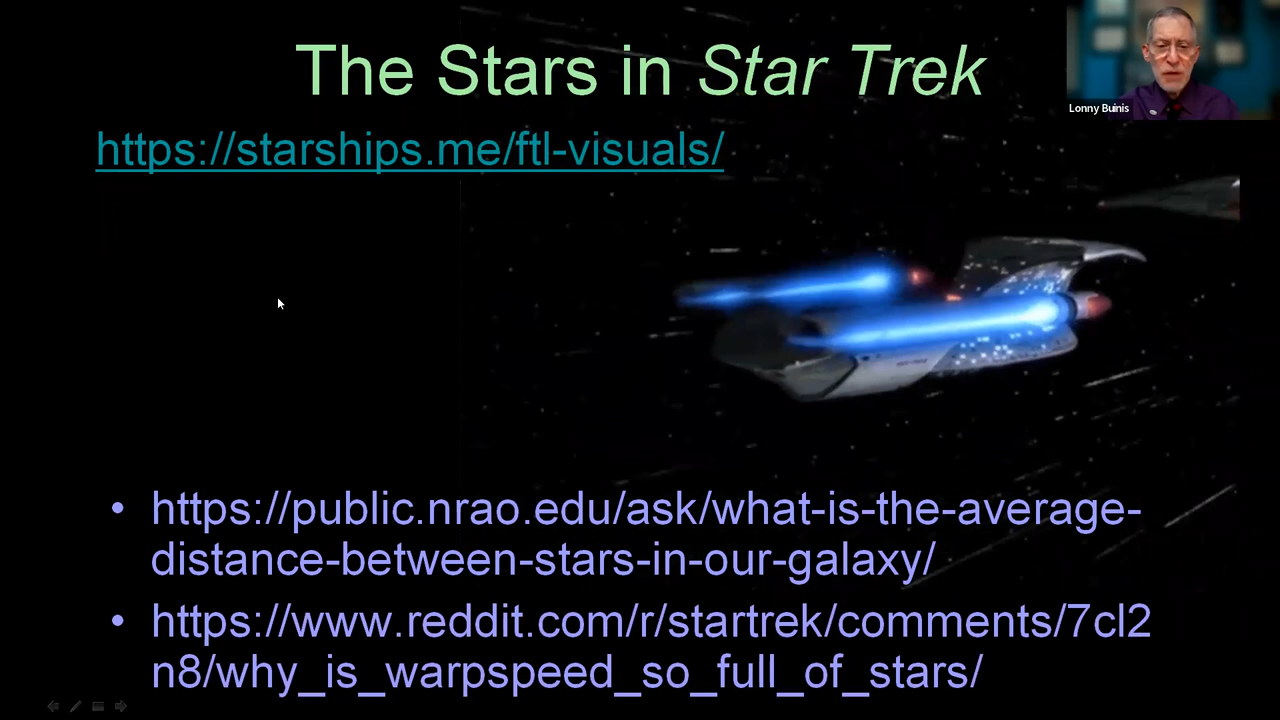 The Stars in Star Trek
Lonny Buinis
https://starships.me/ftl-visuals/
• https://public.nrao.edu/ask/what-is-the-average-
distance-between-stars-in-our-galaxy/
• https://www.reddit.com/r/startrek/comments/7cl2
n8/why_is_warpspeed_so_full_of_stars/